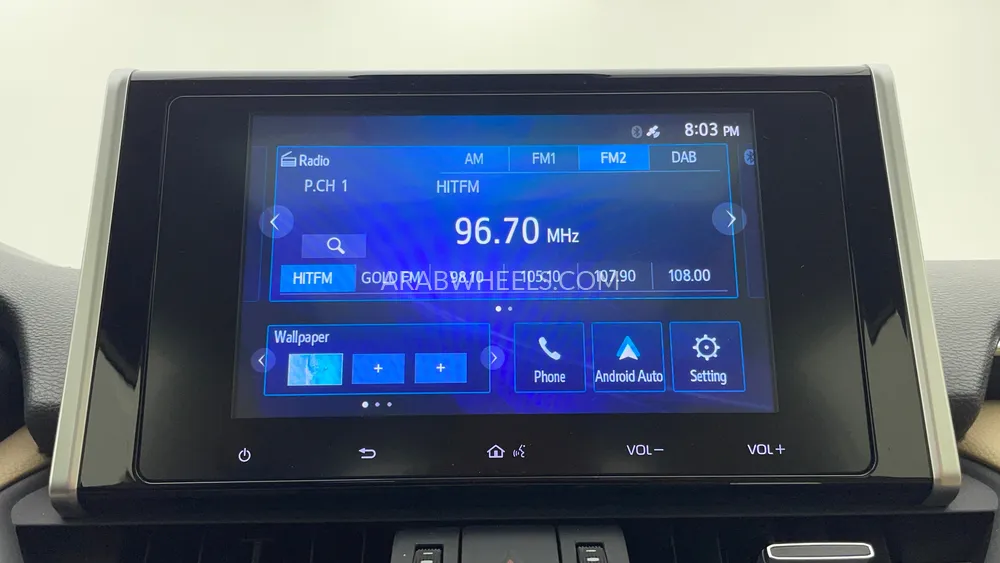 8:03 PM
Radio AM FM1 FM2 DAB
P.CH 1 HITFM
96.70 MHz
HITFM GOLD FM 98.10 105.10 107.90 108.00
ARABWHEELS.COM
Wallpaper
+ +
Phone Android Auto Setting
VOL− VOL+